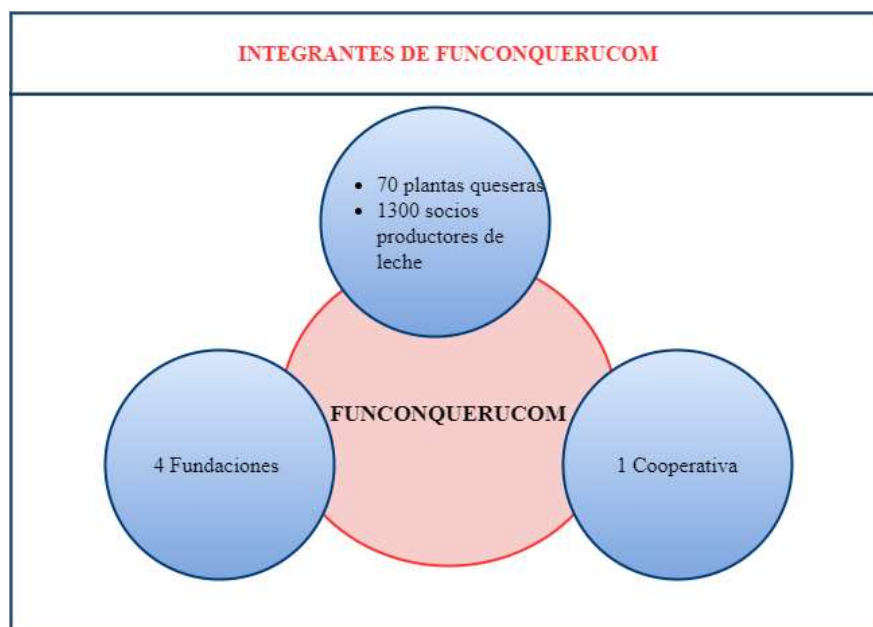 INTEGRANTES DE FUNCONQUERUCOM
• 70 plantas queseras
• 1300 socios
productores de
leche
FUNCONQUERUCOM
4 Fundaciones
1 Cooperativa